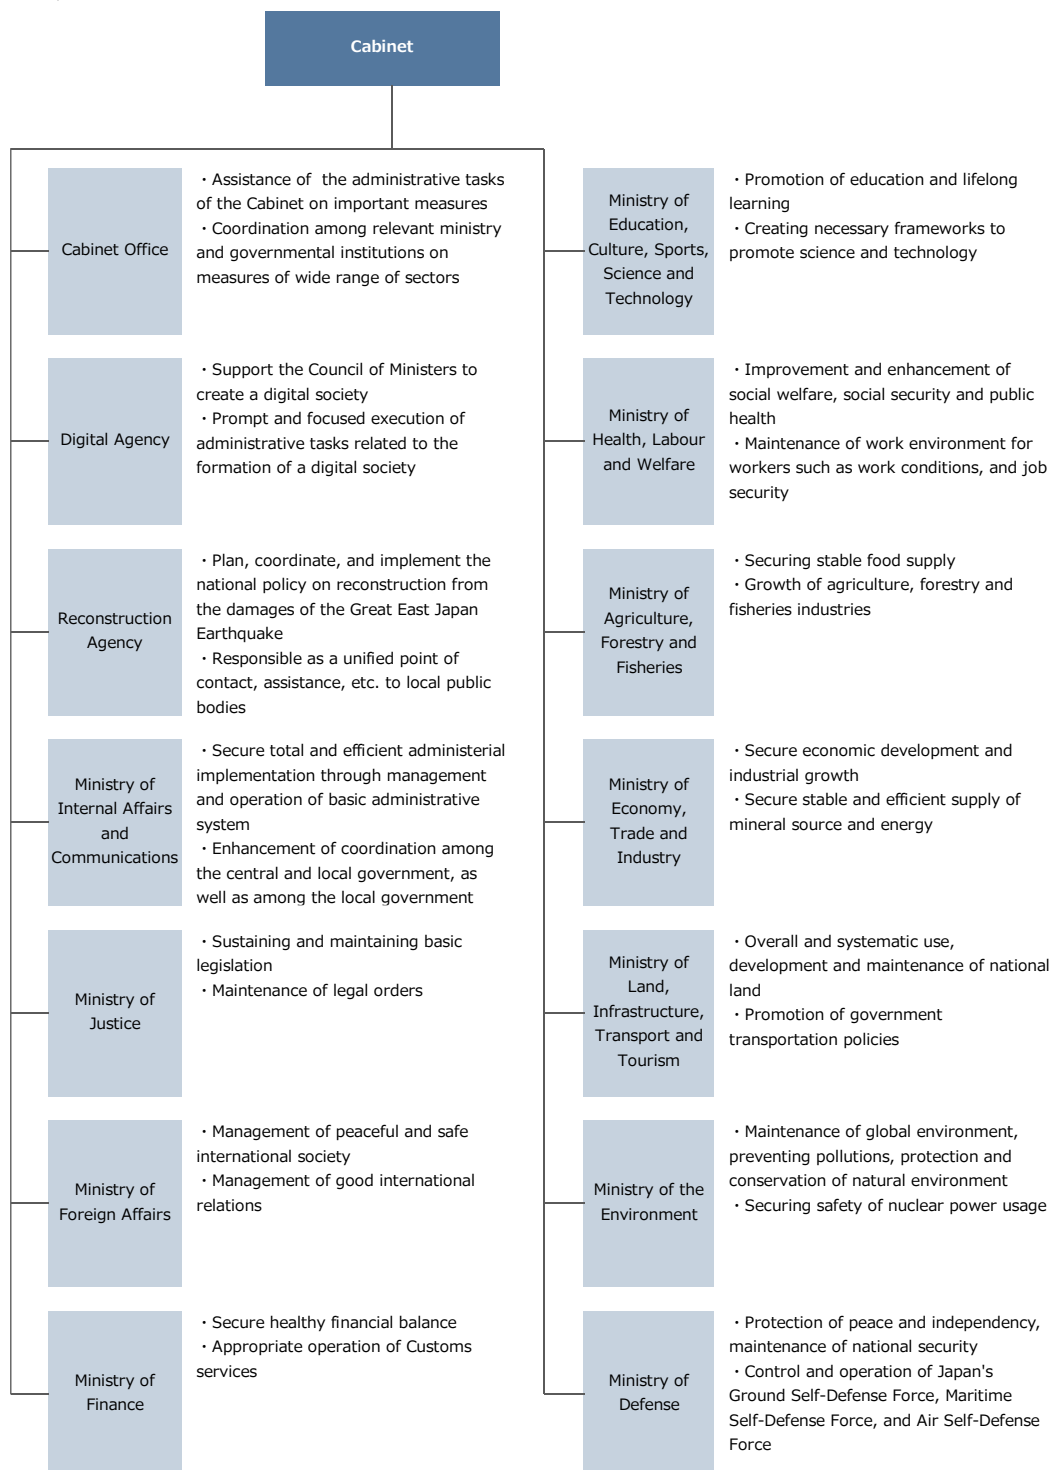 Cabinet
Cabinet Office
・Assistance of  the administrative tasks
of the Cabinet on important measures
・Coordination among relevant ministry
and governmental institutions on
measures of wide range of sectors
Digital Agency
・Support the Council of Ministers to
create a digital society
・Prompt and focused execution of
administrative tasks related to the
formation of a digital society
Reconstruction
Agency
・Plan, coordinate, and implement the
national policy on reconstruction from
the damages of the Great East Japan
Earthquake
・Responsible as a unified point of
contact, assistance, etc. to local public
bodies
Ministry of
Internal Affairs
and
Communications
・Secure total and efficient administerial
implementation through management
and operation of basic administrative
system
・Enhancement of coordination among
the central and local government, as
well as among the local government
Ministry of
Justice
・Sustaining and maintaining basic
legislation
・Maintenance of legal orders
Ministry of
Foreign Affairs
・Management of peaceful and safe
international society
・Management of good international
relations
Ministry of
Finance
・Secure healthy financial balance
・Appropriate operation of Customs
services
Ministry of
Education,
Culture, Sports,
Science and
Technology
・Promotion of education and lifelong
learning
・Creating necessary frameworks to
promote science and technology
Ministry of
Health, Labour
and Welfare
・Improvement and enhancement of
social welfare, social security and public
health
・Maintenance of work environment for
workers such as work conditions, and job
security
Ministry of
Agriculture,
Forestry and
Fisheries
・Securing stable food supply
・Growth of agriculture, forestry and
fisheries industries
Ministry of
Economy,
Trade and
Industry
・Secure economic development and
industrial growth
・Secure stable and efficient supply of
mineral source and energy
Ministry of
Land,
Infrastructure,
Transport and
Tourism
・Overall and systematic use,
development and maintenance of national
land
・Promotion of government
transportation policies
Ministry of the
Environment
・Maintenance of global environment,
preventing pollutions, protection and
conservation of natural environment
・Securing safety of nuclear power usage
Ministry of
Defense
・Protection of peace and independency,
maintenance of national security
・Control and operation of Japan's
Ground Self-Defense Force, Maritime
Self-Defense Force, and Air Self-Defense
Force